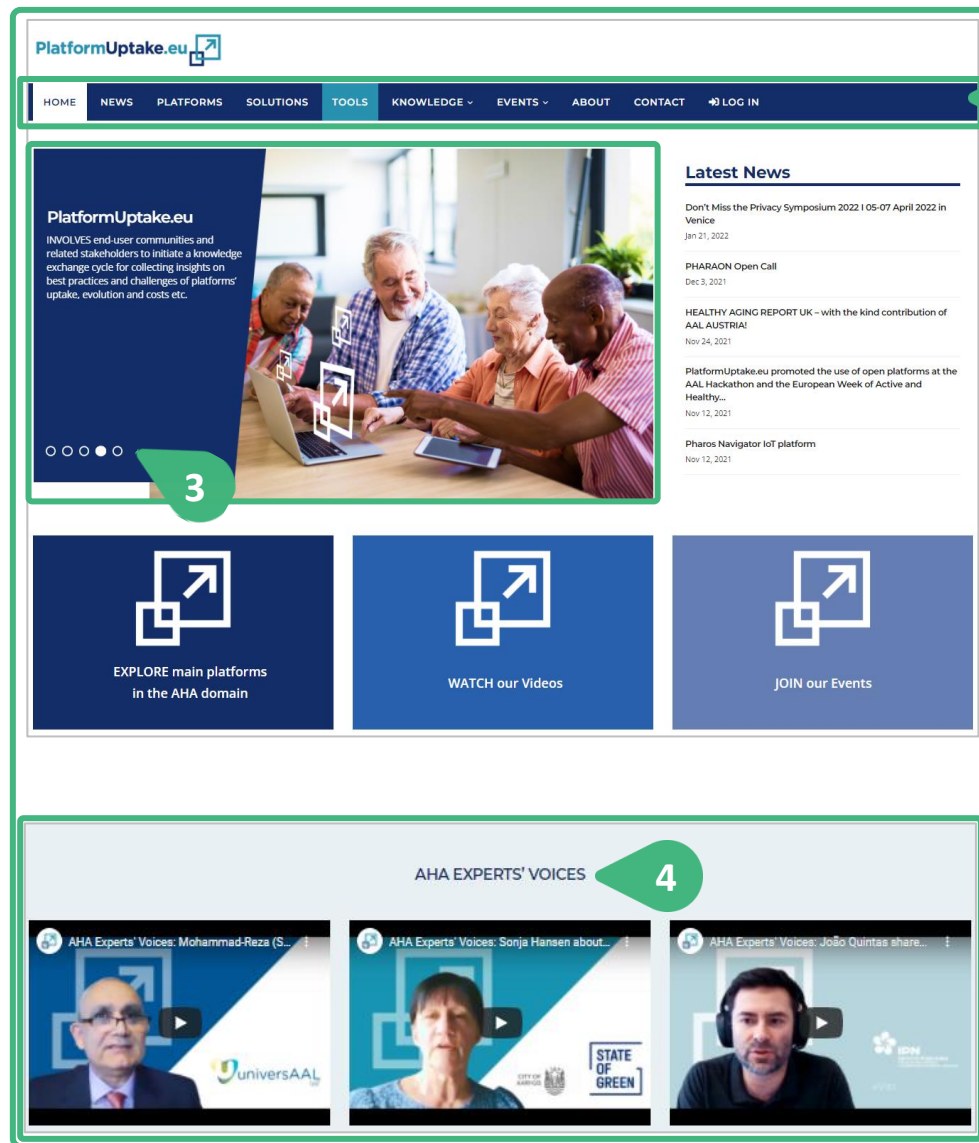 PlatformUptake.eu
HOME NEWS PLATFORMS SOLUTIONS TOOLS KNOWLEDGE EVENTS ABOUT CONTACT LOG IN
PlatformUptake.eu
INVOLVES end-user communities and
related stakeholders to initiate a knowledge
exchange cycle for collecting insights on
best practices and challenges of platforms'
uptake, evolution and costs etc.
3
Latest News
Don't Miss the Privacy Symposium 2022 I 05-07 April 2022 in
Venice
Jan 21, 2022
PHARAON Open Call
Dec 3, 2021
HEALTHY AGING REPORT UK – with the kind contribution of
AAL AUSTRIA!
Nov 24, 2021
PlatformUptake.eu promoted the use of open platforms at the
AAL Hackathon and the European Week of Active and
Healthy...
Nov 12, 2021
Pharos Navigator IoT platform
Nov 12, 2021
EXPLORE main platforms
in the AHA domain
WATCH our Videos
JOIN our Events
AHA EXPERTS' VOICES
4
AHA Experts' Voices: Mohammad-Reza (S...
universAAL
AHA Experts' Voices: Sonja Hansen about...
CITY OF
AARHUS
STATE
OF
GREEN
AHA Experts' Voices: João Quintas share...
IPN